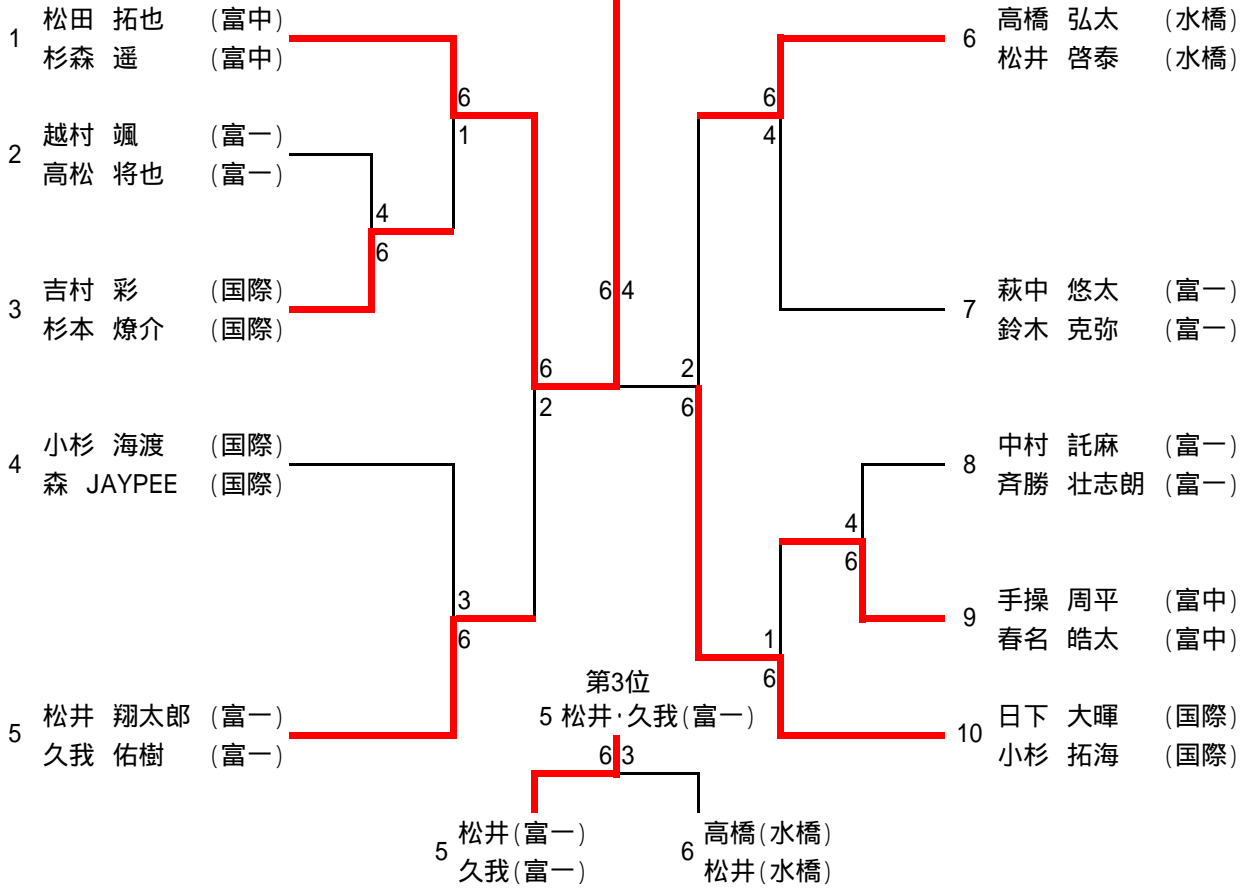 1
松田 拓也 (富中)
杉森 遥 (富中)
2
越村 颯 (富一)
高松 将也 (富一)
3
吉村 彩 (国際)
杉本 燎介 (国際)
4
小杉 海渡 (国際)
森 JAYPEE (国際)
5
松井 翔太郎 (富一)
久我 佑樹 (富一)
6
1
4
6
3
6
6
2
6 4
2
6
6
4
4
6
1
6
6
高橋 弘太 (水橋)
松井 啓泰 (水橋)
7
萩中 悠太 (富一)
鈴木 克弥 (富一)
8
中村 託麻 (富一)
斉勝 壮志朗 (富一)
9
手操 周平 (富中)
春名 皓太 (富中)
10
日下 大暉 (国際)
小杉 拓海 (国際)
第3位
5 松井・久我(富一)
6 3
5
松井(富一)
久我(富一)
6
高橋(水橋)
松井(水橋)